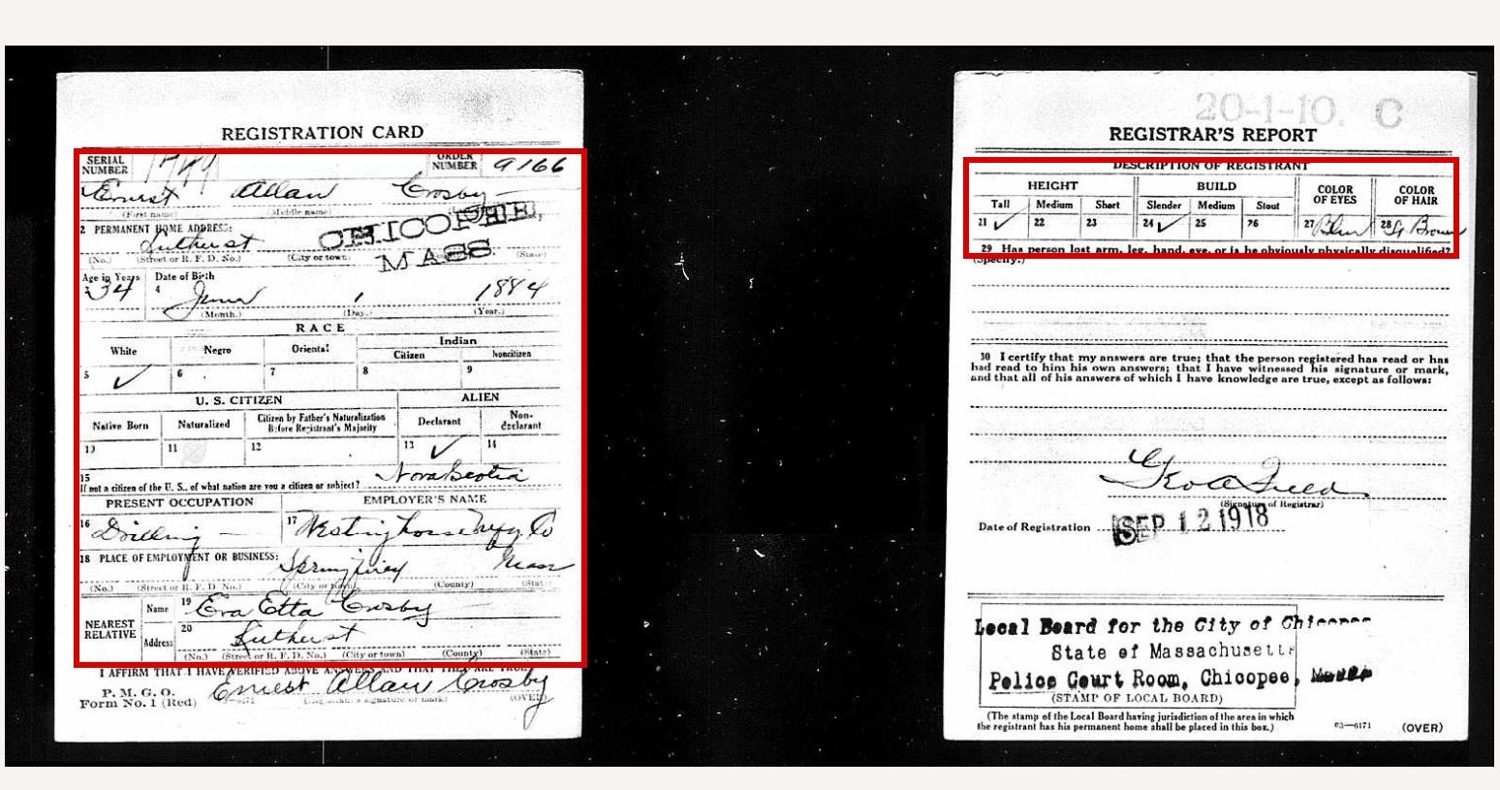 REGISTRATION CARD
SERIAL NUMBER ORDER NUMBER 9166
1 Ernest Allan Crosby
(First name) (Middle name)
2 PERMANENT HOME ADDRESS:
CHICOPEE, MASS.
(No.) (Street or R. F. D. No.) (City or town) (State)
Age in Years Date of Birth
3 34 4 June 1 1884
(Month.) (Day.) (Year.)
RACE
White Negro Oriental Indian
Citizen Noncitizen
5 ✓ 6 7 8 9
U. S. CITIZEN ALIEN
Native Born Naturalized Citizen by Father's Naturalization Before Registrant's Majority Declarant Non-declarant
10 11 12 13 ✓ 14
15 If not a citizen of the U. S., of what nation are you a citizen or subject? Nova Scotia
PRESENT OCCUPATION EMPLOYER'S NAME
16 Drilling 17 Westinghouse Mfg Co
18 PLACE OF EMPLOYMENT OR BUSINESS:
Mass
(No.) (Street or R. F. D. No.) (City or town) (County) (State)
NEAREST RELATIVE Name 19 Eva Etta Crosby
Address 20
(No.) (Street or R. F. D. No.) (City or town) (County) (State)
I AFFIRM THAT I HAVE VERIFIED ABOVE ANSWERS AND THAT THEY ARE TRUE
P. M. G. O.
Form No. 1 (Red) Ernest Allan Crosby
(Registrant's signature or mark) (OVER)
20-1-10. C
REGISTRAR'S REPORT
DESCRIPTION OF REGISTRANT
HEIGHT BUILD COLOR OF EYES COLOR OF HAIR
Tall Medium Short Slender Medium Stout
21 ✓ 22 23 24 ✓ 25 26 27 Blue 28
29 Has person lost arm, leg, hand, eye, or is he obviously physically disqualified?
(Specify.)
30 I certify that my answers are true; that the person registered has read or has
had read to him his own answers; that I have witnessed his signature or mark,
and that all of his answers of which I have knowledge are true, except as follows:
(Signature of Registrar)
Date of Registration SEP 12 1918
Local Board for the City of Chicopee
State of Massachusetts
Police Court Room, Chicopee,
(STAMP OF LOCAL BOARD)
(The stamp of the Local Board having jurisdiction of the area in which
the registrant has his permanent home shall be placed in this box.)
03—6171 (OVER)